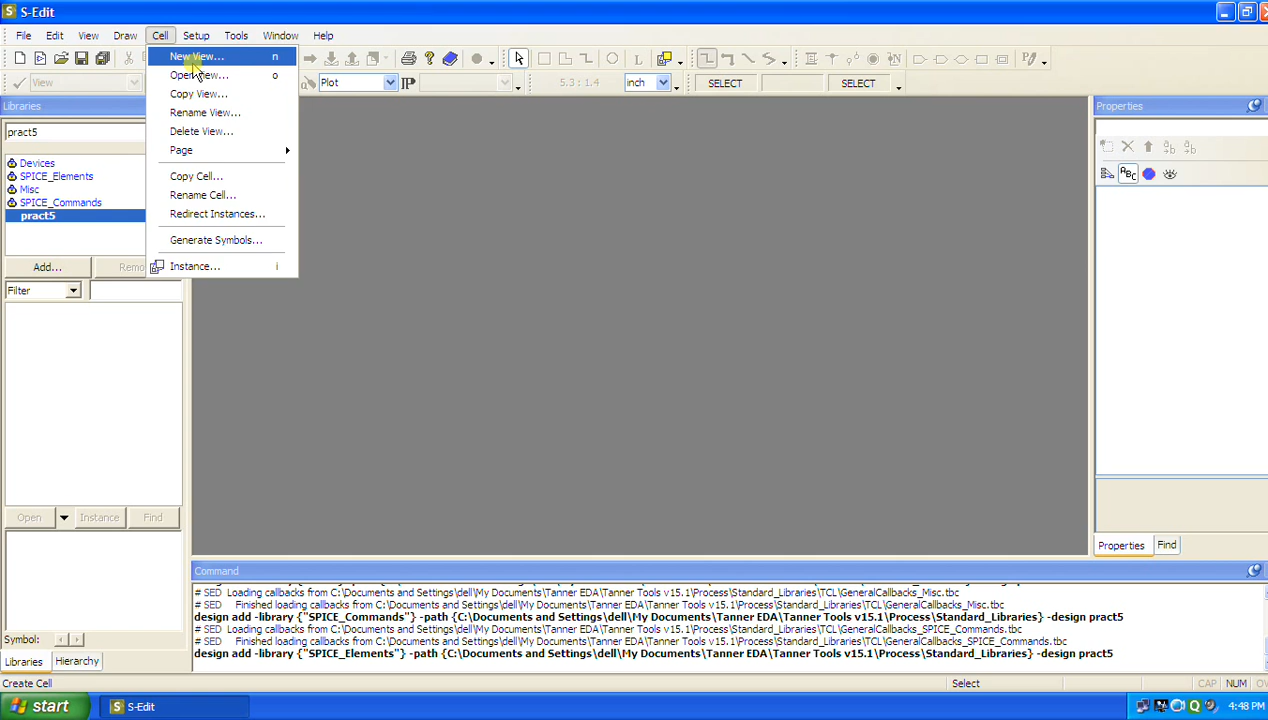 S-Edit
File Edit View Draw Cell Setup Tools Window Help
View Plot 5.3 : 1.4 inch SELECT SELECT
New View... n
Open View... o
Copy View...
Rename View...
Delete View...
Page
Copy Cell...
Rename Cell...
Redirect Instances...
Generate Symbols...
Instance... i
Libraries
pract5
Devices
SPICE_Elements
Misc
SPICE_Commands
pract5
Add...
Filter
Open Instance Find
Symbol:
Libraries Hierarchy
Properties
Properties Find
Command
# SED Loading callbacks from C:\Documents and Settings\dell\My Documents\Tanner EDA\Tanner Tools v15.1\Process\Standard_Libraries\TCL\GeneralCallbacks_Misc.tbc
# SED Finished loading callbacks from C:\Documents and Settings\dell\My Documents\Tanner EDA\Tanner Tools v15.1\Process\Standard_Libraries\TCL\GeneralCallbacks_Misc.tbc
design add -library {"SPICE_Commands"} -path {C:\Documents and Settings\dell\My Documents\Tanner EDA\Tanner Tools v15.1\Process\Standard_Libraries} -design pract5
# SED Loading callbacks from C:\Documents and Settings\dell\My Documents\Tanner EDA\Tanner Tools v15.1\Process\Standard_Libraries\TCL\GeneralCallbacks_SPICE_Commands.tbc
# SED Finished loading callbacks from C:\Documents and Settings\dell\My Documents\Tanner EDA\Tanner Tools v15.1\Process\Standard_Libraries\TCL\GeneralCallbacks_SPICE_Commands.tbc
design add -library {"SPICE_Elements"} -path {C:\Documents and Settings\dell\My Documents\Tanner EDA\Tanner Tools v15.1\Process\Standard_Libraries} -design pract5
Create Cell Select CAP NUM
start S-Edit 4:48 PM